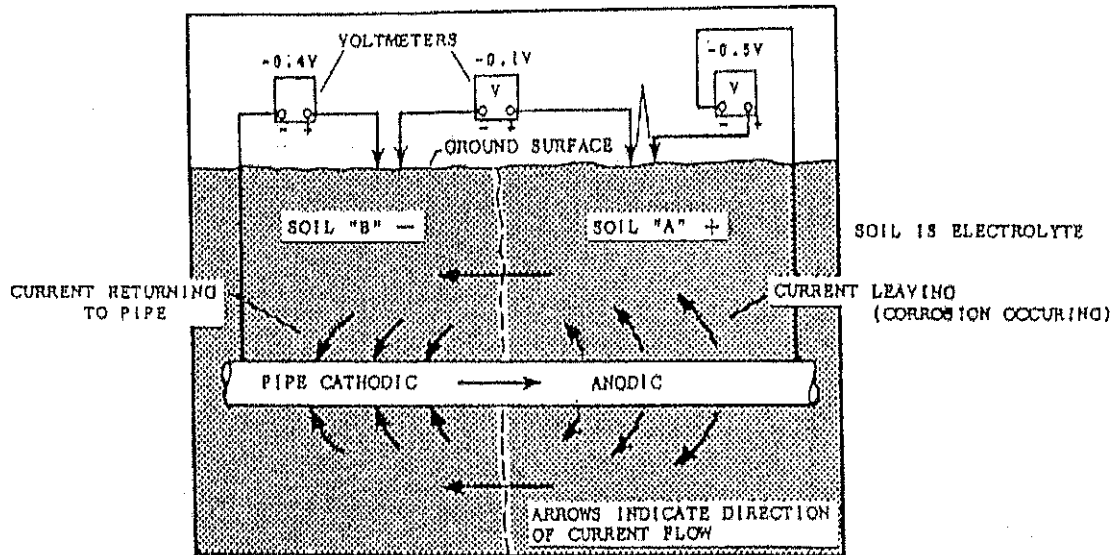 VOLTMETERS
-0.4V
-0.1V
-0.5V
V
V
- +
- +
- +
GROUND SURFACE
SOIL "B" -
SOIL "A" +
SOIL IS ELECTROLYTE
CURRENT RETURNING
TO PIPE
CURRENT LEAVING
(CORROSION OCCURING)
PIPE CATHODIC
ANODIC
ARROWS INDICATE DIRECTION
OF CURRENT FLOW